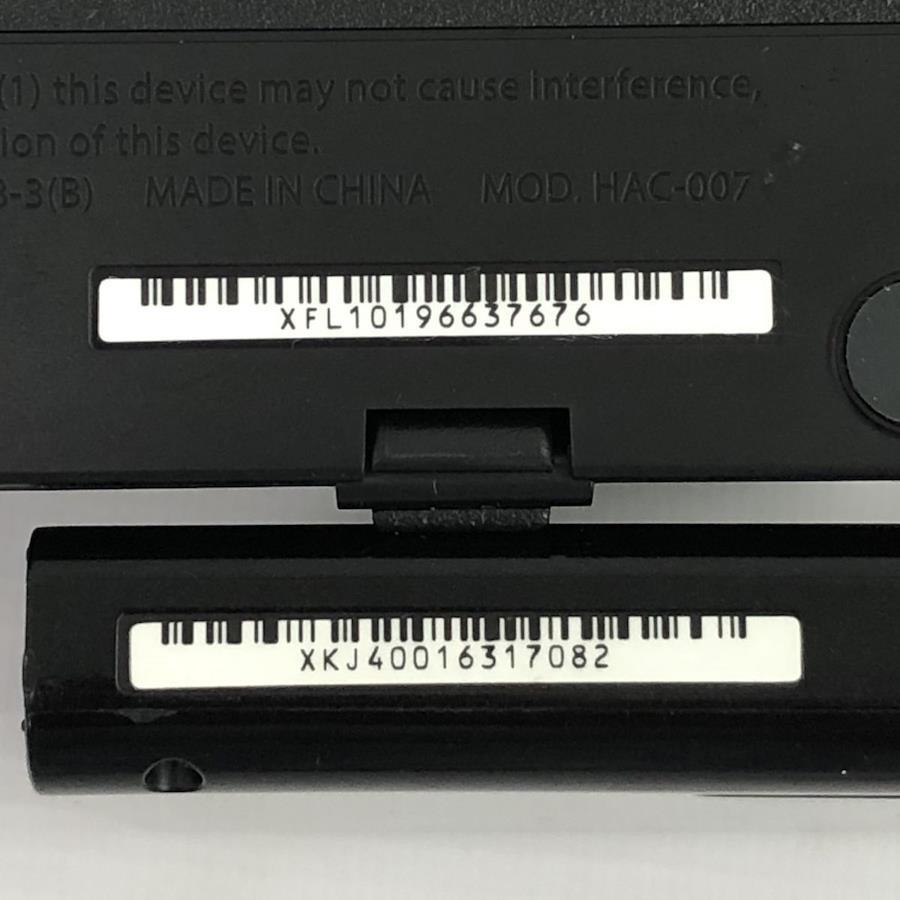 (1) this device may not cause interference,
ion of this device.
3-3(B) MADE IN CHINA MOD. HAC-007
XFL10196637676
XKJ40016317082